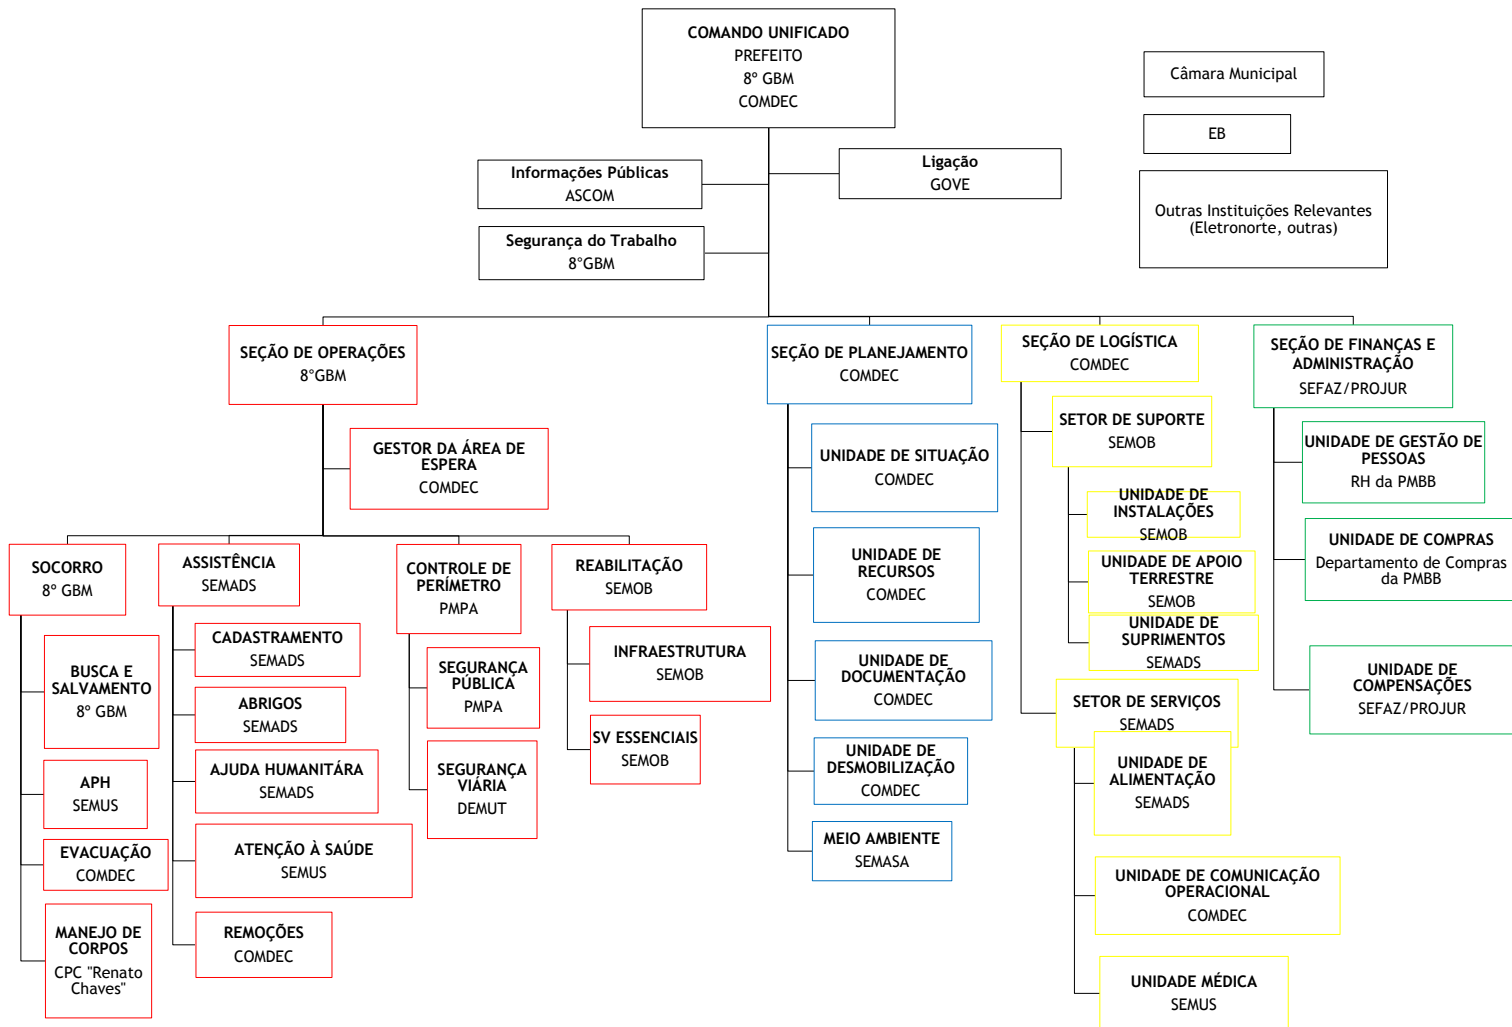 COMANDO UNIFICADO
PREFEITO
8º GBM
COMDEC
Câmara Municipal
EB
Outras Instituições Relevantes
(Eletronorte, outras)
Informações Públicas
ASCOM
Ligação
GOVE
Segurança do Trabalho
8°GBM
SEÇÃO DE OPERAÇÕES
8°GBM
GESTOR DA ÁREA DE
ESPERA
COMDEC
SOCORRO
8º GBM
BUSCA E
SALVAMENTO
8º GBM
APH
SEMUS
EVACUAÇÃO
COMDEC
MANEJO DE
CORPOS
CPC "Renato
Chaves"
ASSISTÊNCIA
SEMADS
CADASTRAMENTO
SEMADS
ABRIGOS
SEMADS
AJUDA HUMANITÁRA
SEMADS
ATENÇÃO À SAÚDE
SEMUS
REMOÇÕES
COMDEC
CONTROLE DE
PERÍMETRO
PMPA
SEGURANÇA
PÚBLICA
PMPA
SEGURANÇA
VIÁRIA
DEMUT
REABILITAÇÃO
SEMOB
INFRAESTRUTURA
SEMOB
SV ESSENCIAIS
SEMOB
SEÇÃO DE PLANEJAMENTO
COMDEC
UNIDADE DE SITUAÇÃO
COMDEC
UNIDADE DE
RECURSOS
COMDEC
UNIDADE DE
DOCUMENTAÇÃO
COMDEC
UNIDADE DE
DESMOBILIZAÇÃO
COMDEC
MEIO AMBIENTE
SEMASA
SEÇÃO DE LOGÍSTICA
COMDEC
SETOR DE SUPORTE
SEMOB
UNIDADE DE
INSTALAÇÕES
SEMOB
UNIDADE DE APOIO
TERRESTRE
SEMOB
UNIDADE DE
SUPRIMENTOS
SEMADS
SETOR DE SERVIÇOS
SEMADS
UNIDADE DE
ALIMENTAÇÃO
SEMADS
UNIDADE DE COMUNICAÇÃO
OPERACIONAL
COMDEC
UNIDADE MÉDICA
SEMUS
SEÇÃO DE FINANÇAS E
ADMINISTRAÇÃO
SEFAZ/PROJUR
UNIDADE DE GESTÃO DE
PESSOAS
RH da PMBB
UNIDADE DE COMPRAS
Departamento de Compras
da PMBB
UNIDADE DE
COMPENSAÇÕES
SEFAZ/PROJUR